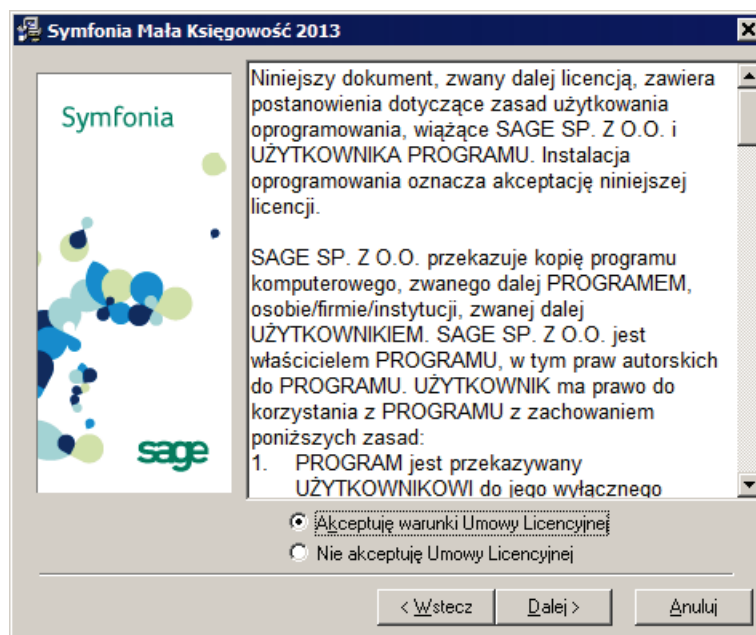 Symfonia Mała Księgowość 2013
Symfonia
sage
Niniejszy dokument, zwany dalej licencją, zawiera
postanowienia dotyczące zasad użytkowania
oprogramowania, wiążące SAGE SP. Z O.O. i
UŻYTKOWNIKA PROGRAMU. Instalacja
oprogramowania oznacza akceptację niniejszej
licencji.
SAGE SP. Z O.O. przekazuje kopię programu
komputerowego, zwanego dalej PROGRAMEM,
osobie/firmie/instytucji, zwanej dalej
UŻYTKOWNIKIEM. SAGE SP. Z O.O. jest
właścicielem PROGRAMU, w tym praw autorskich
do PROGRAMU. UŻYTKOWNIK ma prawo do
korzystania z PROGRAMU z zachowaniem
poniższych zasad:
1. PROGRAM jest przekazywany
UŻYTKOWNIKOWI do jego wyłącznego
Akceptuję warunki Umowy Licencyjnej
Nie akceptuję Umowy Licencyjnej
< Wstecz
Dalej >
Anuluj